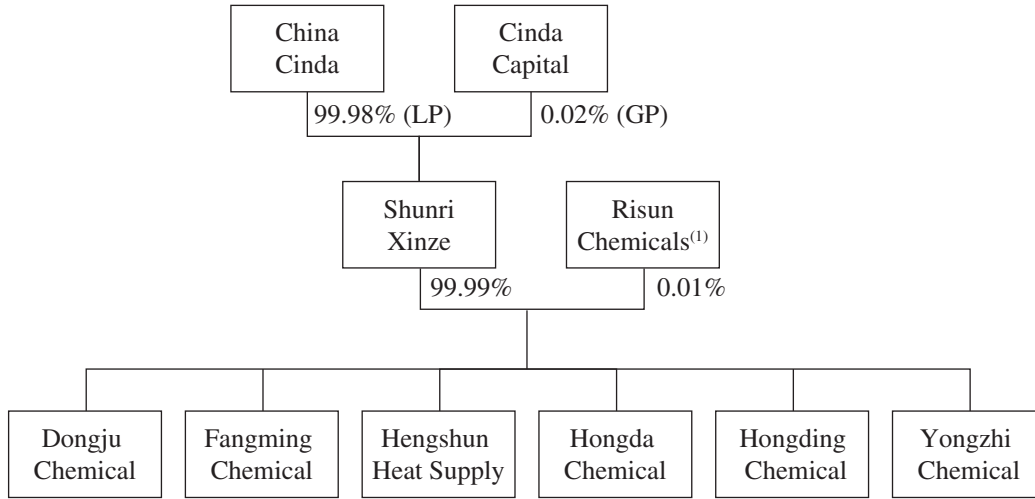 China
Cinda
Cinda
Capital
99.98% (LP)
0.02% (GP)
Shunri
Xinze
Risun
Chemicals(1)
99.99%
0.01%
Dongju
Chemical
Fangming
Chemical
Hengshun
Heat Supply
Hongda
Chemical
Hongding
Chemical
Yongzhi
Chemical